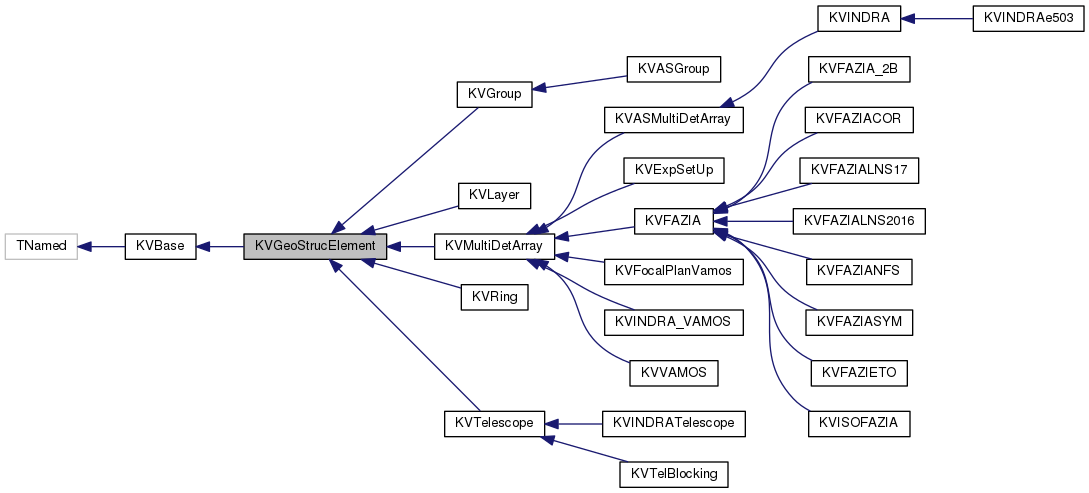 KVINDRA
KVINDRAe503
KVASGroup
KVFAZIA_2B
KVGroup
KVASMultiDetArray
KVFAZIACOR
KVExpSetUp
KVFAZIALNS17
KVLayer
KVFAZIA
KVFAZIALNS2016
TNamed
KVBase
KVGeoStrucElement
KVMultiDetArray
KVFocalPlanVamos
KVFAZIANFS
KVRing
KVINDRA_VAMOS
KVFAZIASYM
KVVAMOS
KVFAZIETO
KVTelescope
KVINDRATelescope
KVISOFAZIA
KVTelBlocking